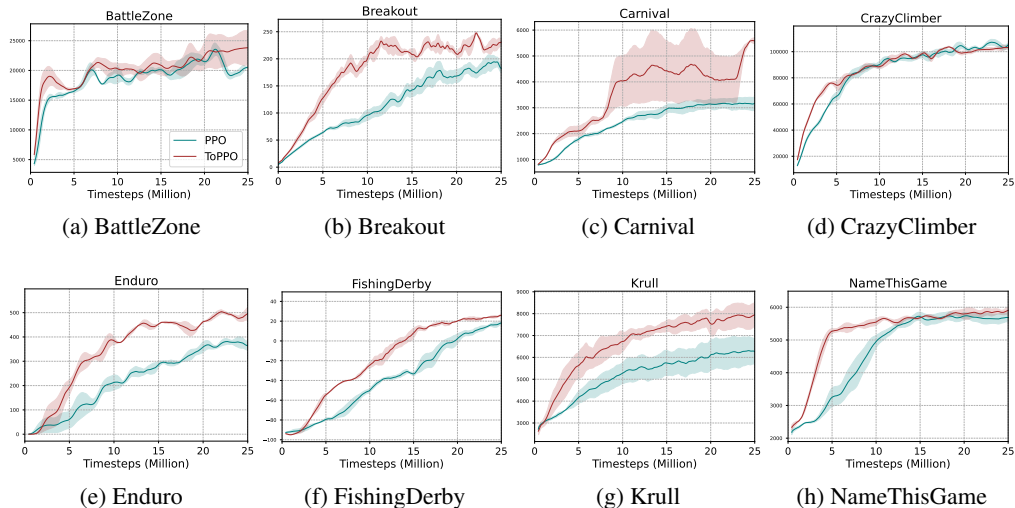 BattleZone
25000
20000
15000
10000
5000
PPO
ToPPO
0 5 10 15 20 25
Timesteps (Million)
(a) BattleZone
Breakout
250
200
150
100
50
0
0 5 10 15 20 25
Timesteps (Million)
(b) Breakout
Carnival
6000
5000
4000
3000
2000
1000
0 5 10 15 20 25
Timesteps (Million)
(c) Carnival
CrazyClimber
100000
80000
60000
40000
20000
0 5 10 15 20 25
Timesteps (Million)
(d) CrazyClimber
Enduro
500
400
300
200
100
0
0 5 10 15 20 25
Timesteps (Million)
(e) Enduro
FishingDerby
40
20
0
−20
−40
−60
−80
−100
0 5 10 15 20 25
Timesteps (Million)
(f) FishingDerby
Krull
9000
8000
7000
6000
5000
4000
3000
0 5 10 15 20 25
Timesteps (Million)
(g) Krull
NameThisGame
6000
5000
4000
3000
2000
0 5 10 15 20 25
Timesteps (Million)
(h) NameThisGame